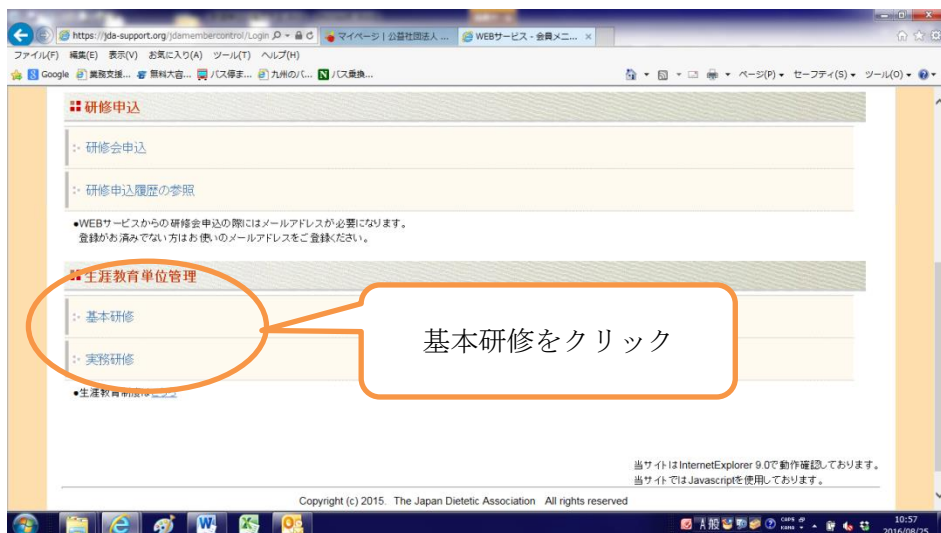 https://jda-support.org/jdamembercontrol/Login
マイページ | 公益社団法人 ...
WEBサービス - 会員メニ...
ファイル(F) 編集(E) 表示(V) お気に入り(A) ツール(T) ヘルプ(H)
Google 業務支援... 無料大容... バス停ま... 九州のバ... バス乗換...
ページ(P) セーフティ(S) ツール(O)
研修申込
研修会申込
研修申込履歴の参照
●WEBサービスからの研修会申込の際にはメールアドレスが必要になります。
登録がお済みでない方はお使いのメールアドレスをご登録ください。
生涯教育単位管理
基本研修
基本研修をクリック
実務研修
●生涯教育制度は
当サイトはInternetExplorer 9.0で動作確認しております。
当サイトではJavascriptを使用しております。
Copyright (c) 2015. The Japan Dietetic Association All rights reserved
A 般 CAPS KANA 10:57
2016/08/25